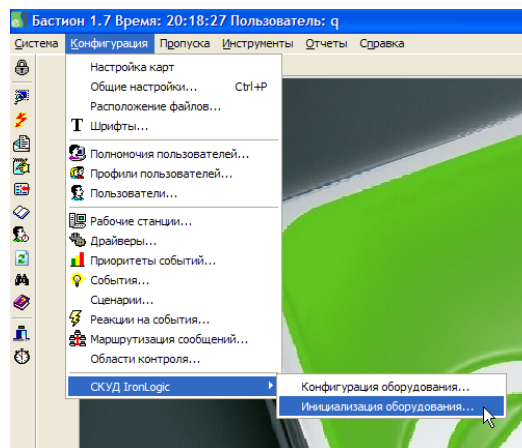 Бастион 1.7 Время: 20:18:27 Пользователь: q
Система Конфигурация Пропуска Инструменты Отчеты Справка
Настройка карт
Общие настройки... Ctrl+P
Расположение файлов...
Шрифты...
Полномочия пользователей...
Профили пользователей...
Пользователи...
Рабочие станции...
Драйверы...
Приоритеты событий...
События...
Сценарии...
Реакции на события...
Маршрутизация сообщений...
Области контроля...
СКУД IronLogic
Конфигурация оборудования...
Инициализация оборудования...